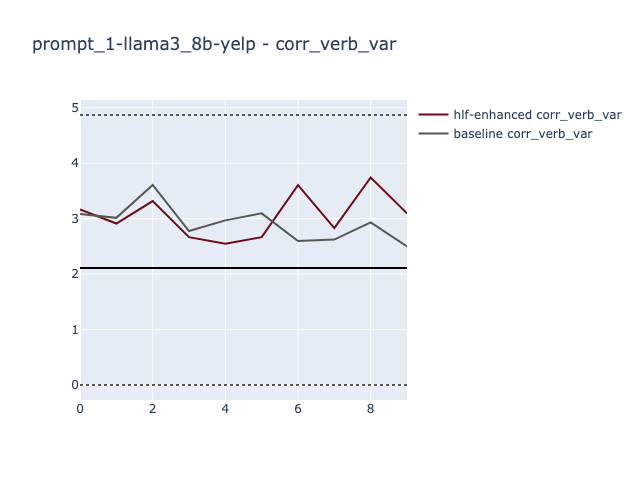 prompt_1-llama3_8b-yelp - corr_verb_var
hlf-enhanced corr_verb_var
baseline corr_verb_var
5
4
3
2
1
0
0 2 4 6 8